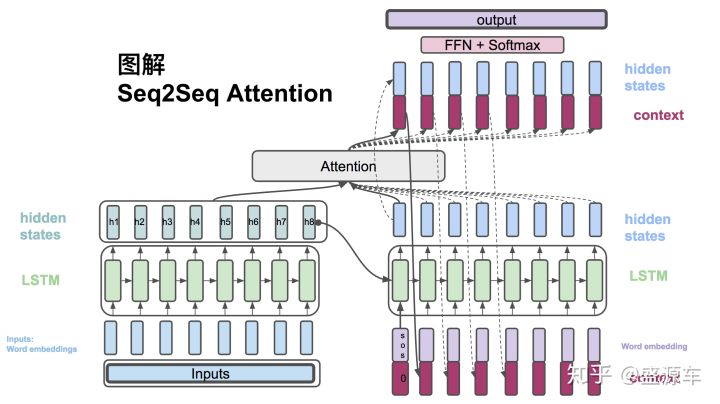 output
FFN + Softmax
图解
Seq2Seq Attention
hidden
states
context
Attention
hidden
states
h1 h2 h3 h4 h5 h6 h7 h8
hidden
states
LSTM
LSTM
Inputs:
Word embeddings
sos
Word embedding
Inputs
0
context
知乎 @盛源车